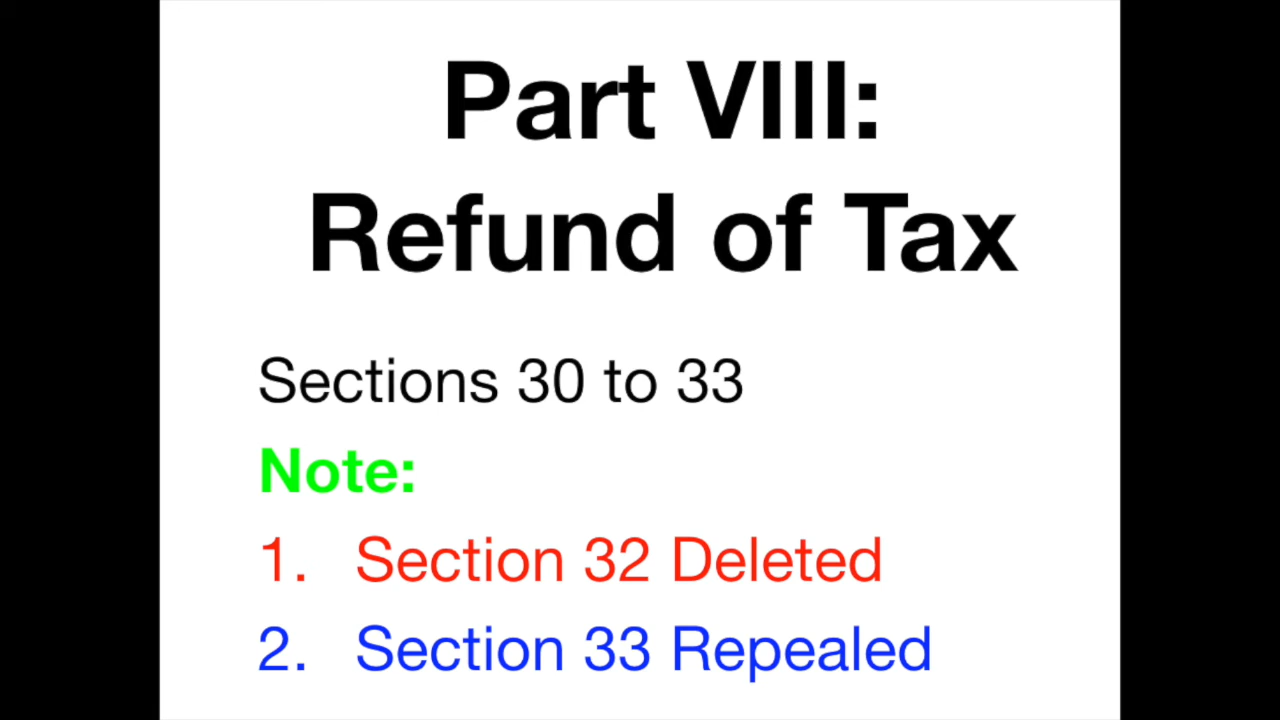 Part VIII:
Refund of Tax
Sections 30 to 33
Note:
1. Section 32 Deleted
2. Section 33 Repealed